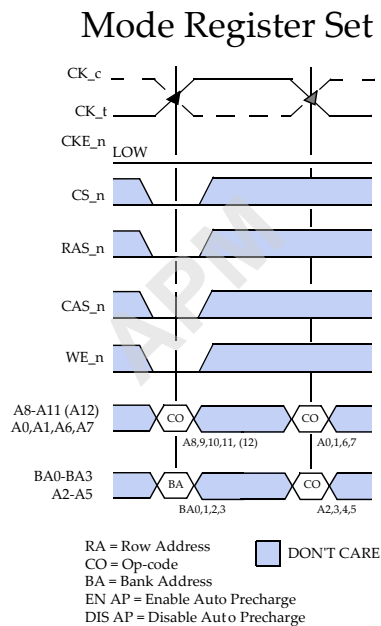 Mode Register Set
CK_c
CK_t
CKE_n
LOW
CS_n
RAS_n
CAS_n
WE_n
A8-A11 (A12)
A0,A1,A6,A7
CO
CO
A8,9,10,11, (12)
A0,1,6,7
BA0-BA3
A2-A5
BA
CO
BA0,1,2,3
A2,3,4,5
RA = Row Address
CO = Op-code
BA = Bank Address
EN AP = Enable Auto Precharge
DIS AP = Disable Auto Precharge
DON'T CARE
APM